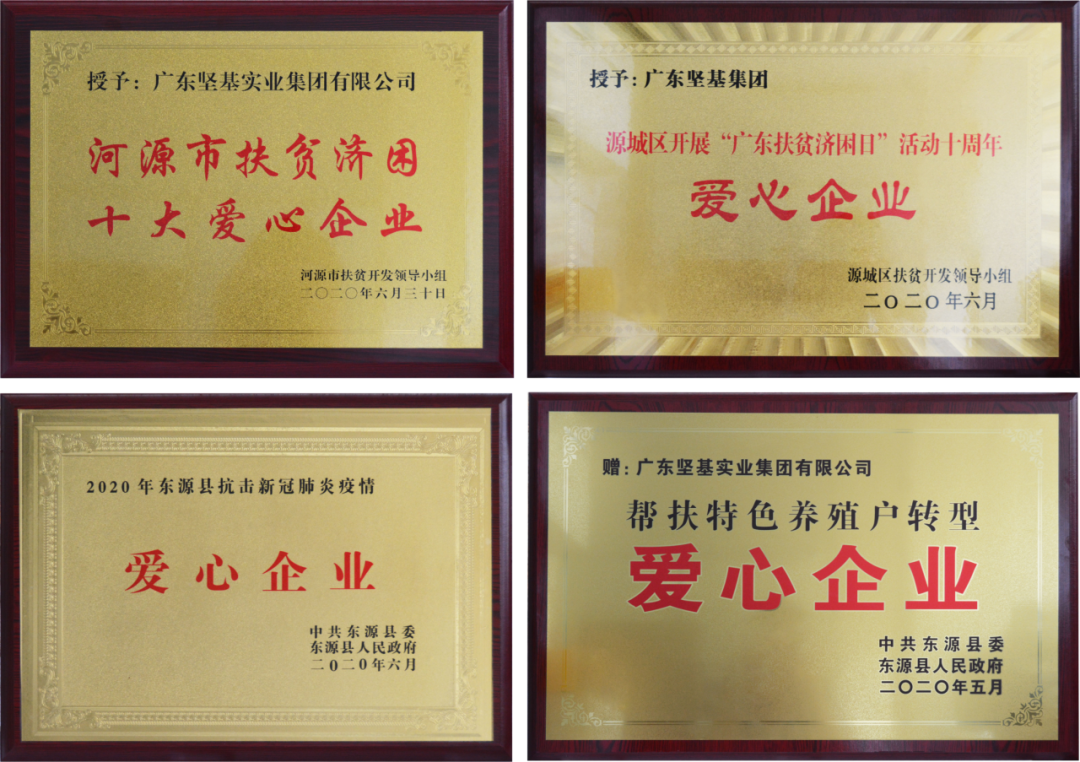 授予：广东坚基实业集团有限公司
河源市扶贫济困
十大爱心企业
河源市扶贫开发领导小组
二〇二〇年六月三十日
授予：广东坚基集团
源城区开展“广东扶贫济困日”活动十周年
爱心企业
源城区扶贫开发领导小组
二〇二〇年六月
2020年东源县抗击新冠肺炎疫情
爱心企业
中共东源县委
东源县人民政府
二〇二〇年六月
赠：广东坚基实业集团有限公司
帮扶特色养殖户转型
爱心企业
中共东源县委
东源县人民政府
二〇二〇年五月